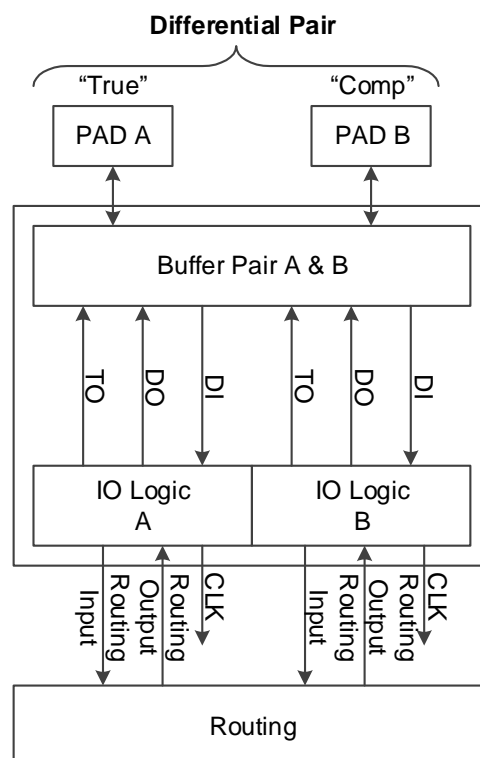 Differential Pair
“True”
“Comp”
PAD A
PAD B
Buffer Pair A & B
TO
DO
DI
TO
DO
DI
IO Logic
A
IO Logic
B
Routing
Input
Routing
Output
CLK
Routing
Input
Routing
Output
CLK
Routing